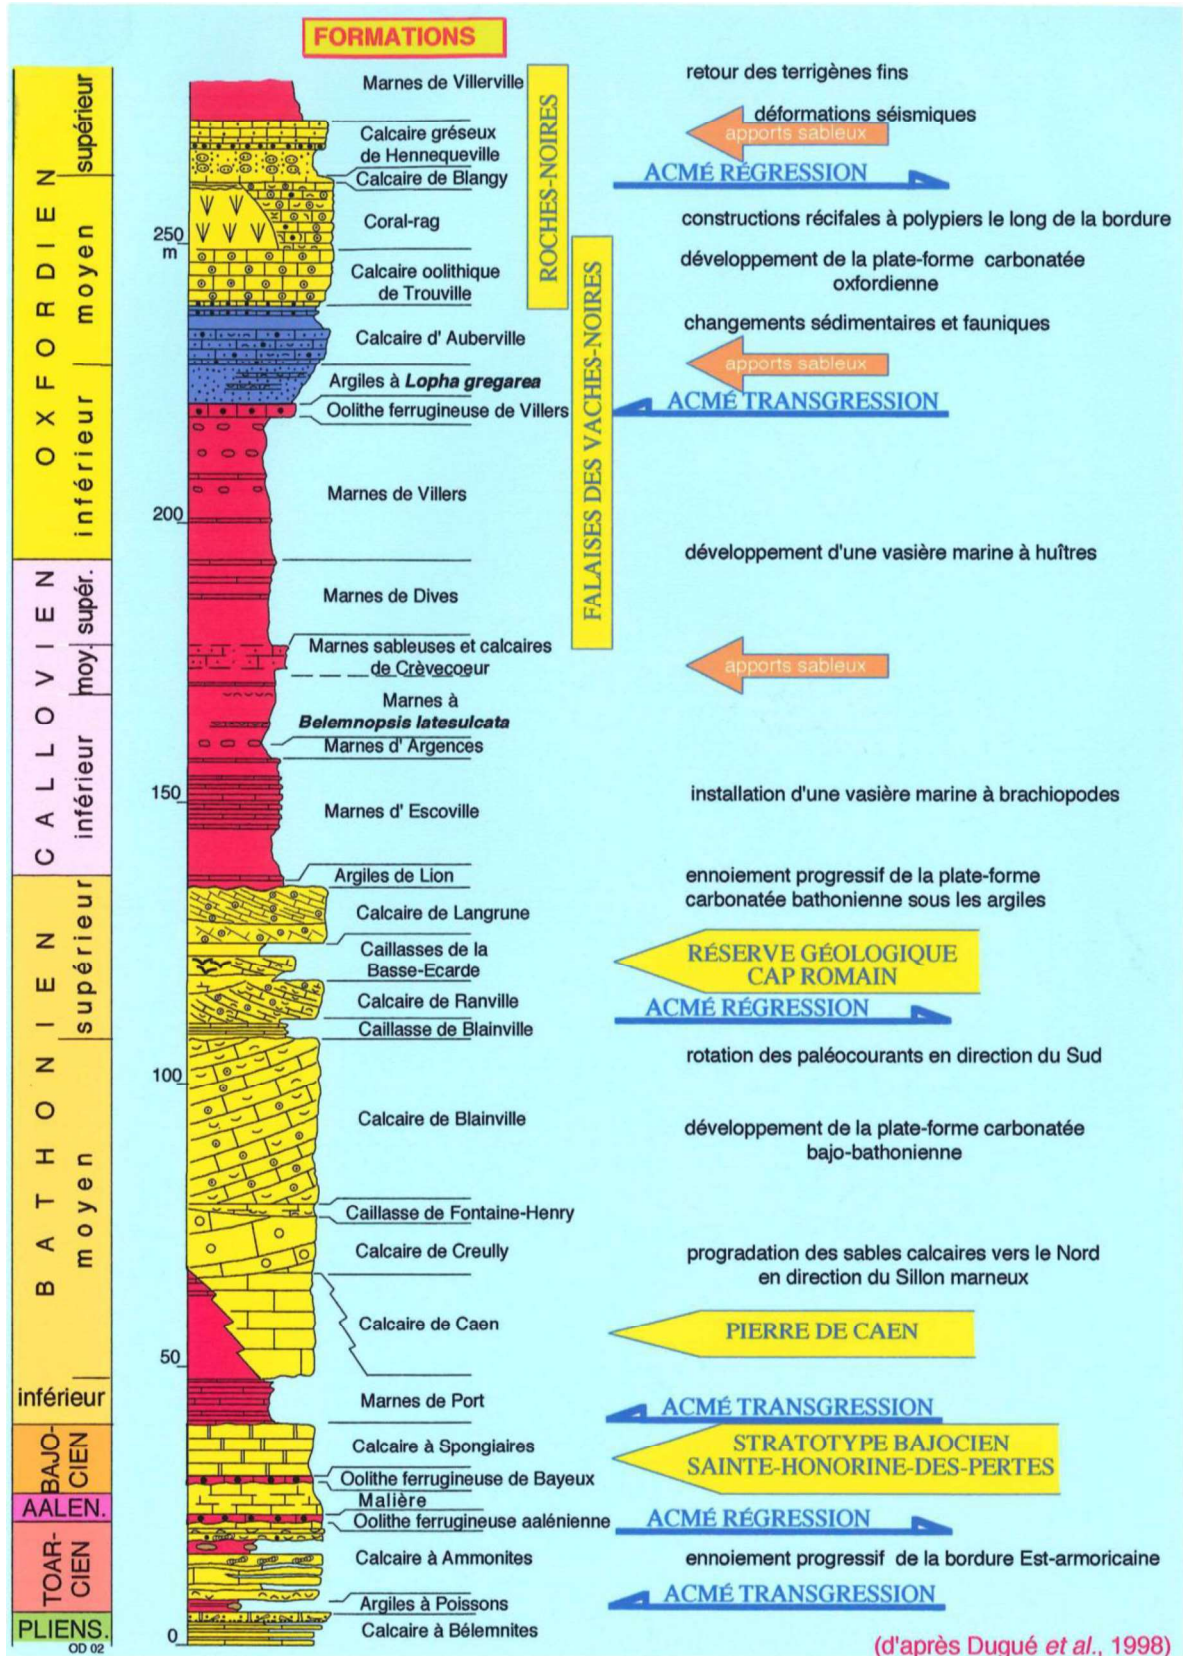 FORMATIONS
OXFORDIEN
supérieur
moyen
inférieur
CALLOVIEN
supér.
moy.
inférieur
BATHONIEN
supérieur
moyen
inférieur
BAJO-
CIEN
AALEN.
TOAR-
CIEN
PLIENS.
OD 02
250
m
200
150
100
50
0
Marnes de Villerville
Calcaire gréseux
de Hennequeville
Calcaire de Blangy
Coral-rag
Calcaire oolithique
de Trouville
Calcaire d' Auberville
Argiles à Lopha gregarea
Oolithe ferrugineuse de Villers
Marnes de Villers
Marnes de Dives
Marnes sableuses et calcaires
de Crèvecoeur
Marnes à
Belemnopsis latesulcata
Marnes d' Argences
Marnes d' Escoville
Argiles de Lion
Calcaire de Langrune
Caillasses de la
Basse-Ecarde
Calcaire de Ranville
Caillasse de Blainville
Calcaire de Blainville
Caillasse de Fontaine-Henry
Calcaire de Creully
Calcaire de Caen
Marnes de Port
Calcaire à Spongiaires
Oolithe ferrugineuse de Bayeux
Malière
Oolithe ferrugineuse aalénienne
Calcaire à Ammonites
Argiles à Poissons
Calcaire à Bélemnites
ROCHES-NOIRES
FALAISES DES VACHES-NOIRES
retour des terrigènes fins
déformations séismiques
apports sableux
ACMÉ RÉGRESSION
constructions récifales à polypiers le long de la bordure
développement de la plate-forme carbonatée
oxfordienne
changements sédimentaires et fauniques
apports sableux
ACMÉ TRANSGRESSION
développement d'une vasière marine à huîtres
apports sableux
installation d'une vasière marine à brachiopodes
ennoiement progressif de la plate-forme
carbonatée bathonienne sous les argiles
RÉSERVE GÉOLOGIQUE
CAP ROMAIN
ACMÉ RÉGRESSION
rotation des paléocourants en direction du Sud
développement de la plate-forme carbonatée
bajo-bathonienne
progradation des sables calcaires vers le Nord
en direction du Sillon marneux
PIERRE DE CAEN
ACMÉ TRANSGRESSION
STRATOTYPE BAJOCIEN
SAINTE-HONORINE-DES-PERTES
ACMÉ RÉGRESSION
ennoiement progressif de la bordure Est-armoricaine
ACMÉ TRANSGRESSION
(d'après Dugué et al., 1998)